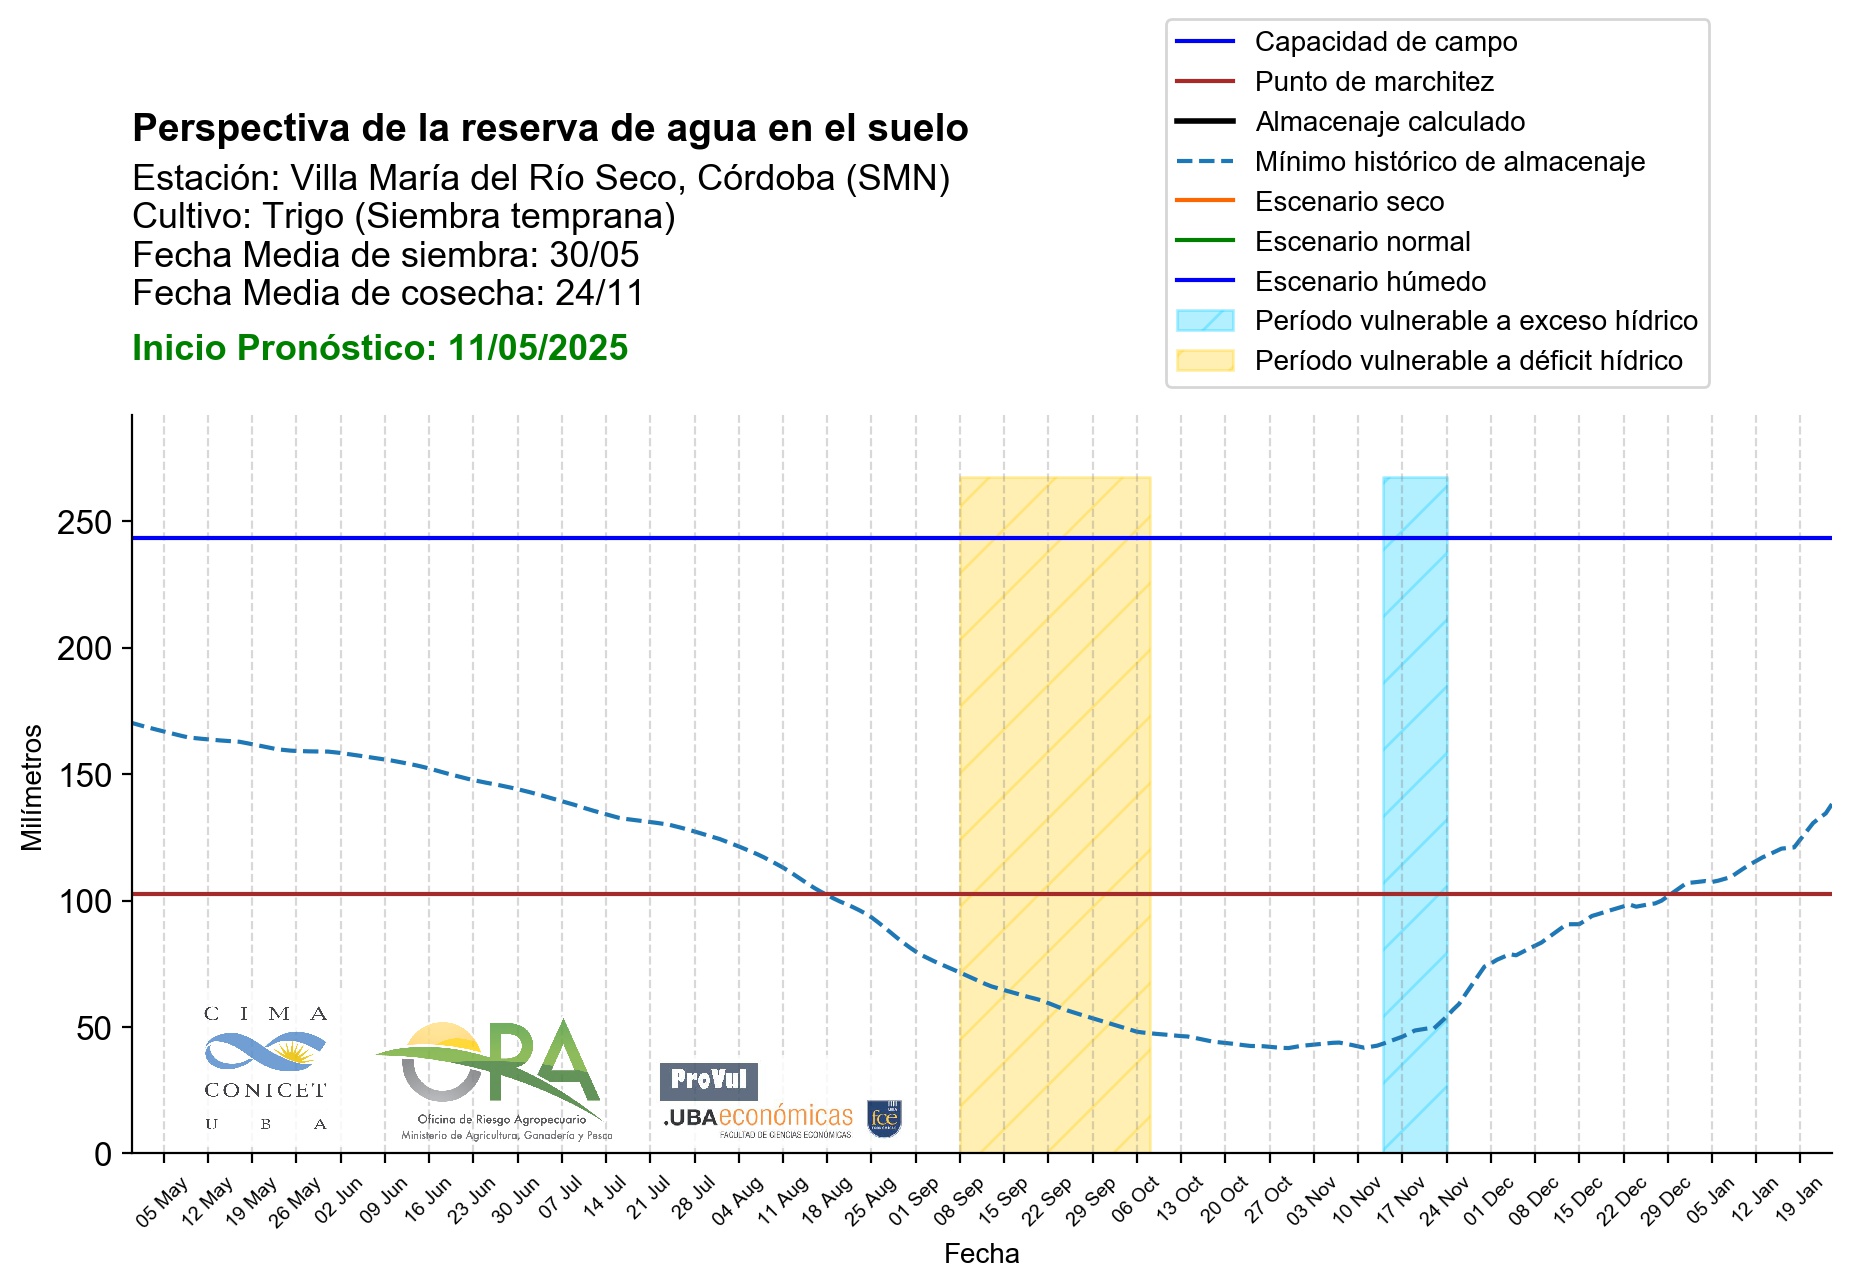 Capacidad de campo
Punto de marchitez
Almacenaje calculado
Mínimo histórico de almacenaje
Escenario seco
Escenario normal
Escenario húmedo
Período vulnerable a exceso hídrico
Período vulnerable a déficit hídrico
Perspectiva de la reserva de agua en el suelo
Estación: Villa María del Río Seco, Córdoba (SMN)
Cultivo: Trigo (Siembra temprana)
Fecha Media de siembra: 30/05
Fecha Media de cosecha: 24/11
Inicio Pronóstico: 11/05/2025
Milímetros
250
200
150
100
50
0
CIMA
CONICET
UBA
ORA
Oficina de Riesgo Agropecuario
Ministerio de Agricultura, Ganadería y Pesca
ProVul
.UBAeconómicas
FACULTAD DE CIENCIAS ECONÓMICAS
fce
05 May
12 May
19 May
26 May
02 Jun
09 Jun
16 Jun
23 Jun
30 Jun
07 Jul
14 Jul
21 Jul
28 Jul
04 Aug
11 Aug
18 Aug
25 Aug
01 Sep
08 Sep
15 Sep
22 Sep
29 Sep
06 Oct
13 Oct
20 Oct
27 Oct
03 Nov
10 Nov
17 Nov
24 Nov
01 Dec
08 Dec
15 Dec
22 Dec
29 Dec
05 Jan
12 Jan
19 Jan
Fecha